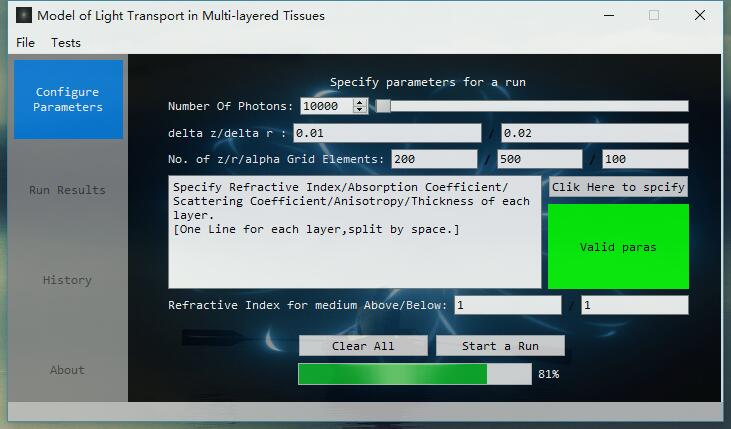 Model of Light Transport in Multi-layered Tissues
File Tests
Configure
Parameters
Run Results
History
About
Specify parameters for a run
Number Of Photons: 10000
delta z/delta r : 0.01 / 0.02
No. of z/r/alpha Grid Elements: 200 / 500 / 100
Specify Refractive Index/Absorption Coefficient/
Scattering Coefficient/Anisotropy/Thickness of each
layer.
[One Line for each layer,split by space.]
Clik Here to spcify
Valid paras
Refractive Index for medium Above/Below: 1 / 1
Clear All Start a Run
81%